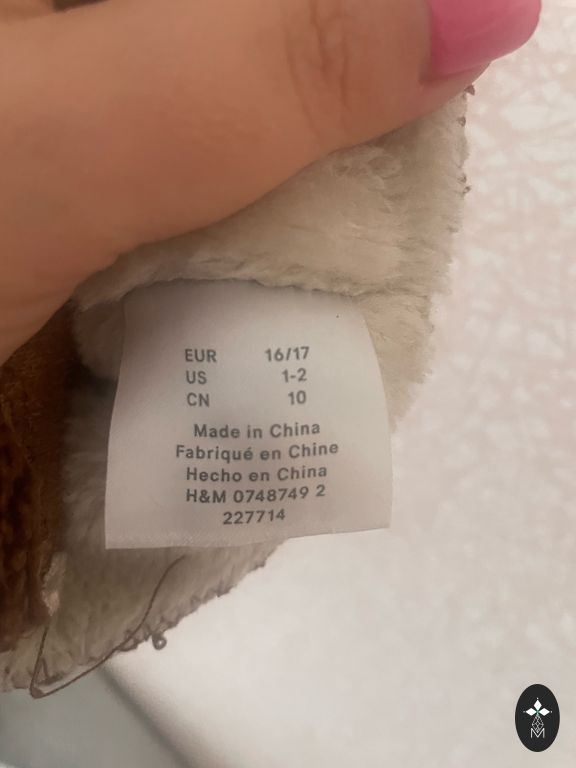 EUR 16/17
US 1-2
CN 10
Made in China
Fabriqué en Chine
Hecho en China
H&M 0748749 2
227714
M